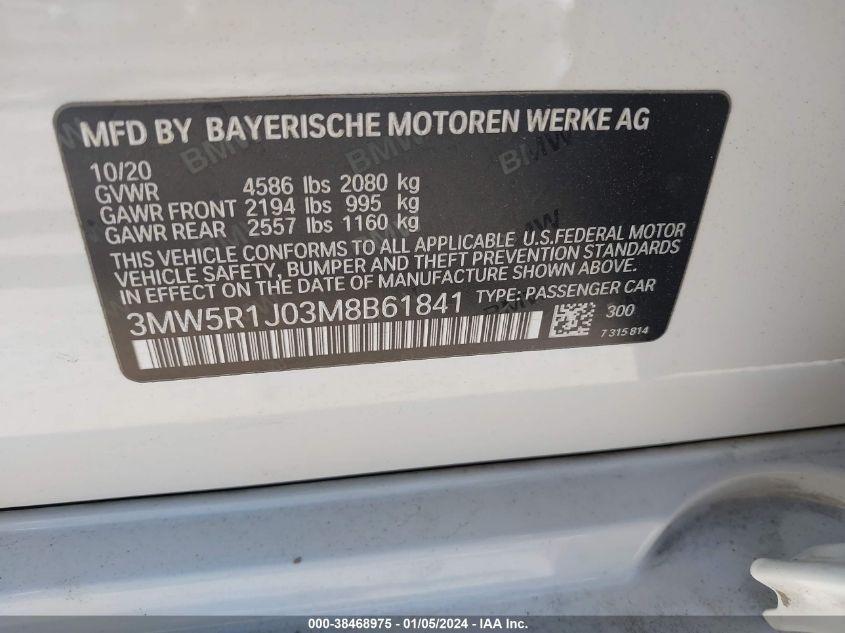 MFD BY BAYERISCHE MOTOREN WERKE AG
10/20
GVWR 4586 lbs 2080 kg
GAWR FRONT 2194 lbs 995 kg
GAWR REAR 2557 lbs 1160 kg
THIS VEHICLE CONFORMS TO ALL APPLICABLE U.S.FEDERAL MOTOR
VEHICLE SAFETY, BUMPER AND THEFT PREVENTION STANDARDS
IN EFFECT ON THE DATE OF MANUFACTURE SHOWN ABOVE.
3MW5R1J03M8B61841 TYPE: PASSENGER CAR
300
7 315 814
BMW BMW BMW
000-38468975 - 01/05/2024 - IAA Inc.